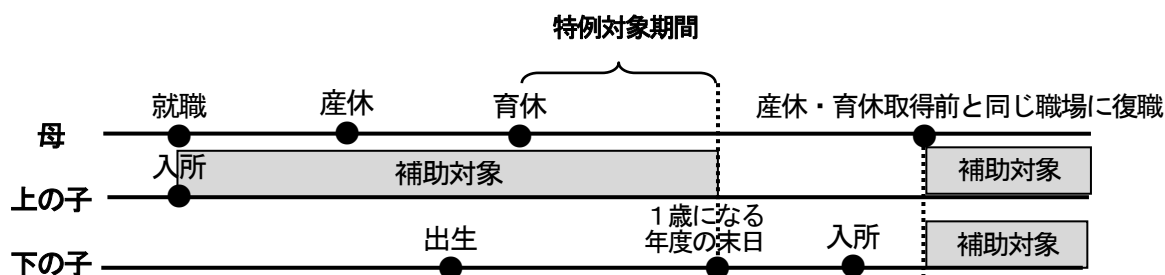 特例対象期間
就職
産休
育休
産休・育休取得前と同じ職場に復職
母
入所
補助対象
補助対象
上の子
１歳になる
年度の末日
出生
入所
補助対象
下の子